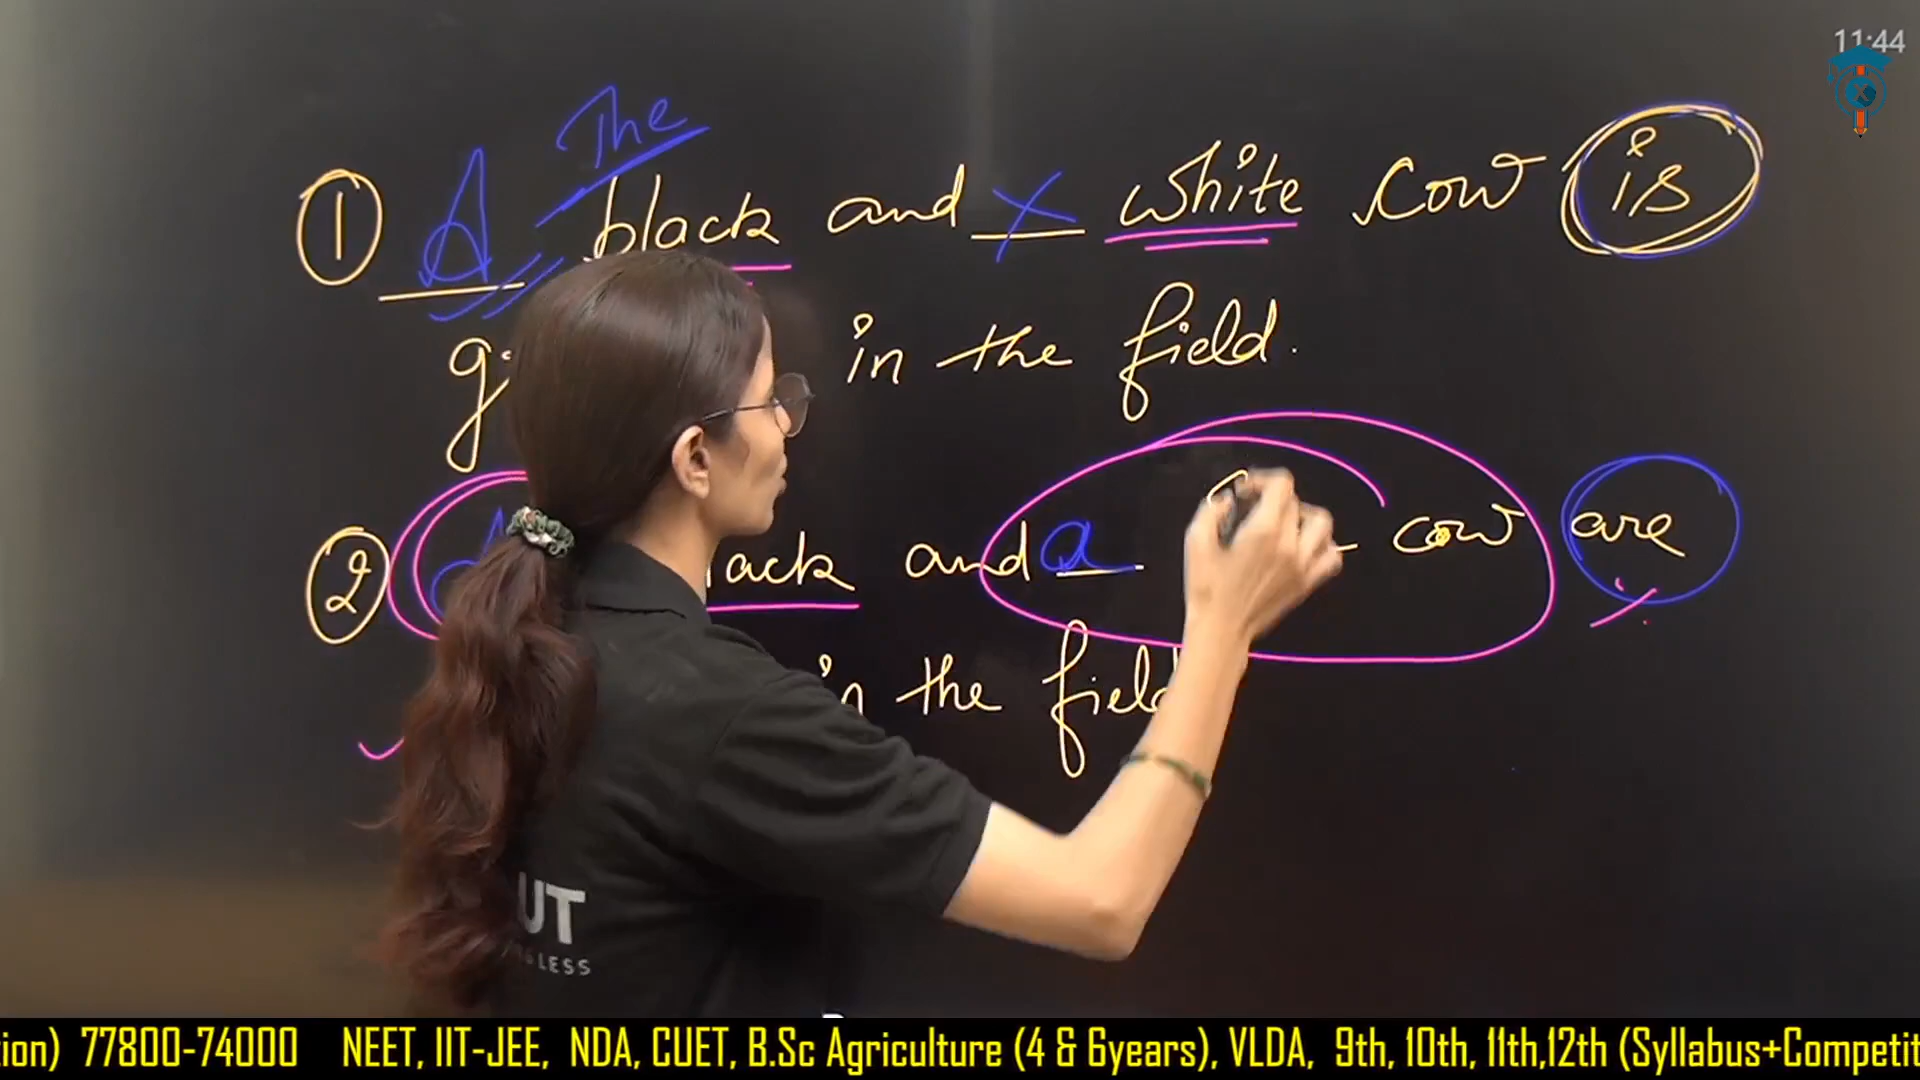 11:44
The
① A black and x white cow is
in the field.
② and a cow are
in the field
UT
LESS
77800-74000 NEET, IIT-JEE, NDA, CUET, B.Sc Agriculture (4 & 6years), VLDA, 9th, 10th, 11th,12th (Syllabus+Competit